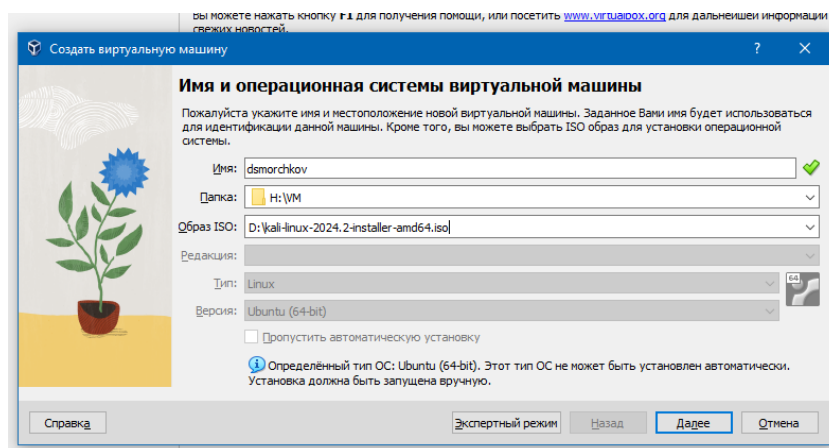 вы можете нажать кнопку F1 для получения помощи, или посетить www.virtualbox.org для дальнейшей информации
свежих новостей.
Создать виртуальную машину
?
Имя и операционная системы виртуальной машины
Пожалуйста укажите имя и местоположение новой виртуальной машины. Заданное Вами имя будет использоваться
для идентификации данной машины. Кроме того, вы можете выбрать ISO образ для установки операционной
системы.
Имя: dsmorchkov
Папка: H:\VM
Образ ISO: D:\kali-linux-2024.2-installer-amd64.iso
Редакция:
Тип: Linux
64
Версия: Ubuntu (64-bit)
Пропустить автоматическую установку
Определённый тип ОС: Ubuntu (64-bit). Этот тип ОС не может быть установлен автоматически.
Установка должна быть запущена вручную.
Справка Экспертный режим Назад Далее Отмена